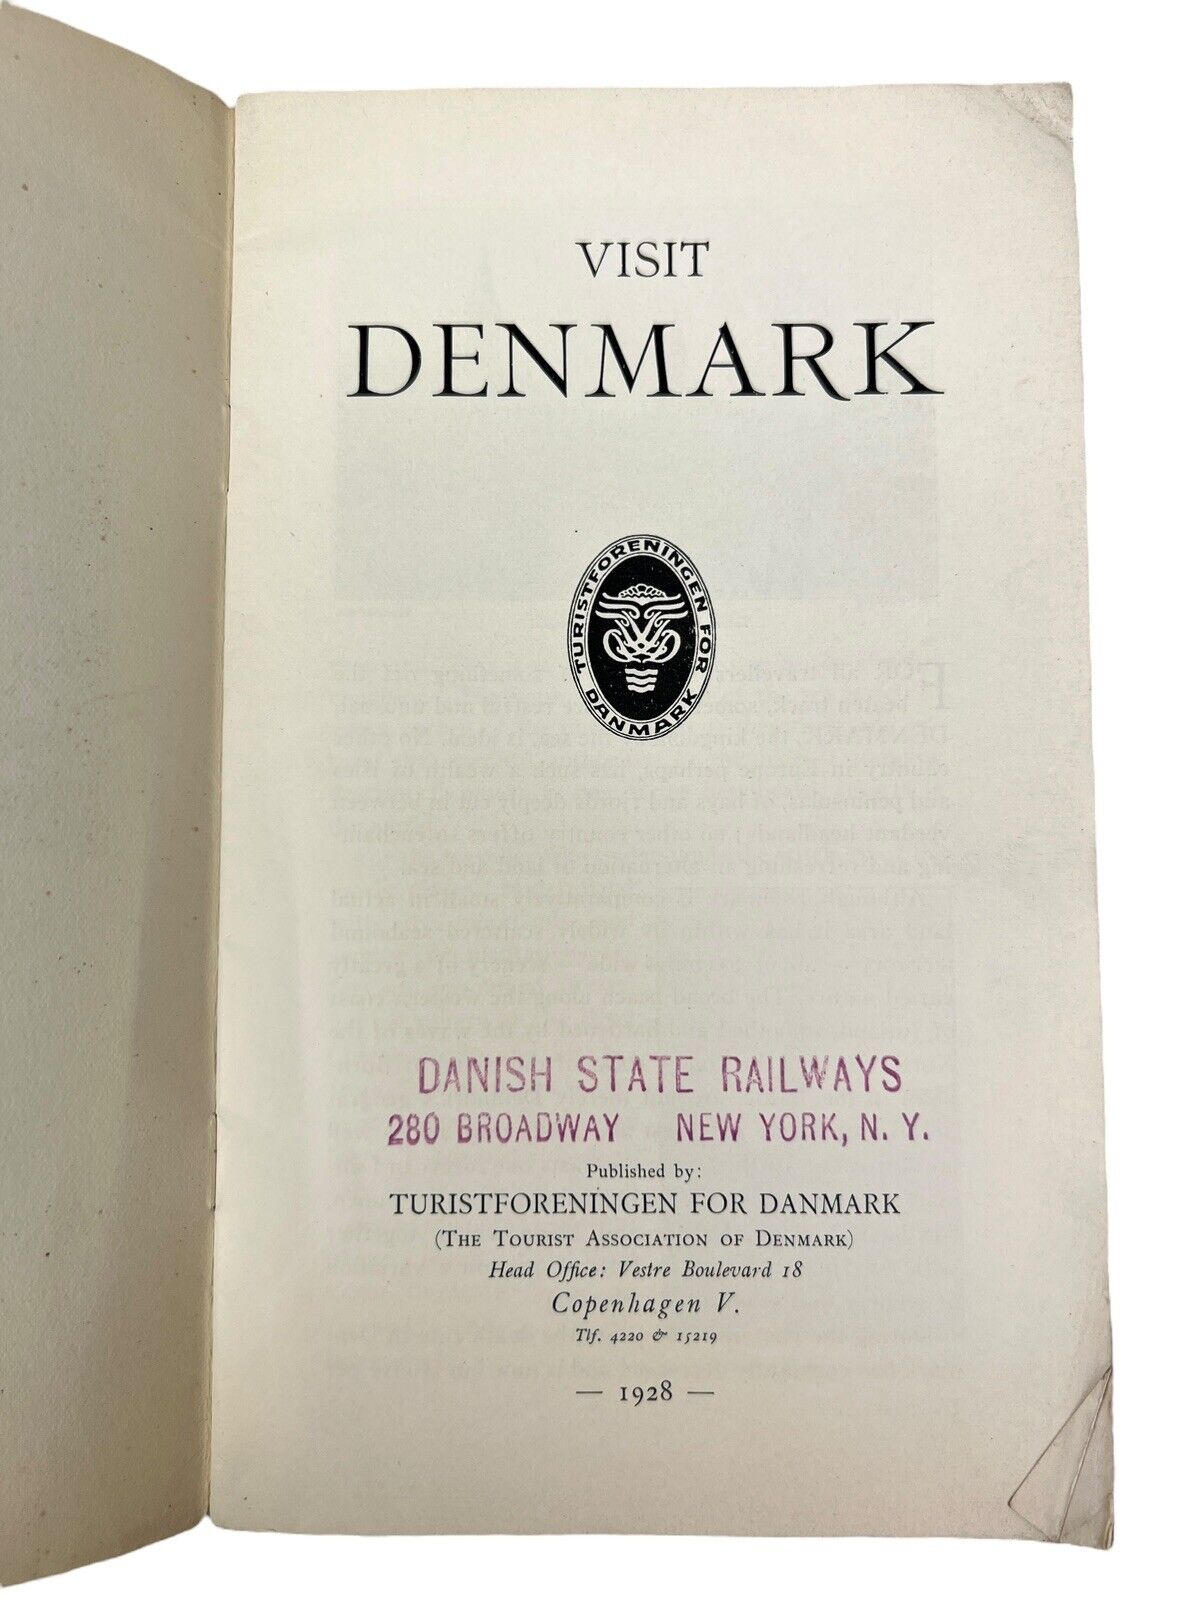 VISIT
DENMARK
TURISTFORENINGEN FOR
DANMARK
DANISH STATE RAILWAYS
280 BROADWAY NEW YORK, N. Y.
Published by:
TURISTFORENINGEN FOR DANMARK
(THE TOURIST ASSOCIATION OF DENMARK)
Head Office: Vestre Boulevard 18
Copenhagen V.
Tlf. 4220 & 15219
— 1928 —